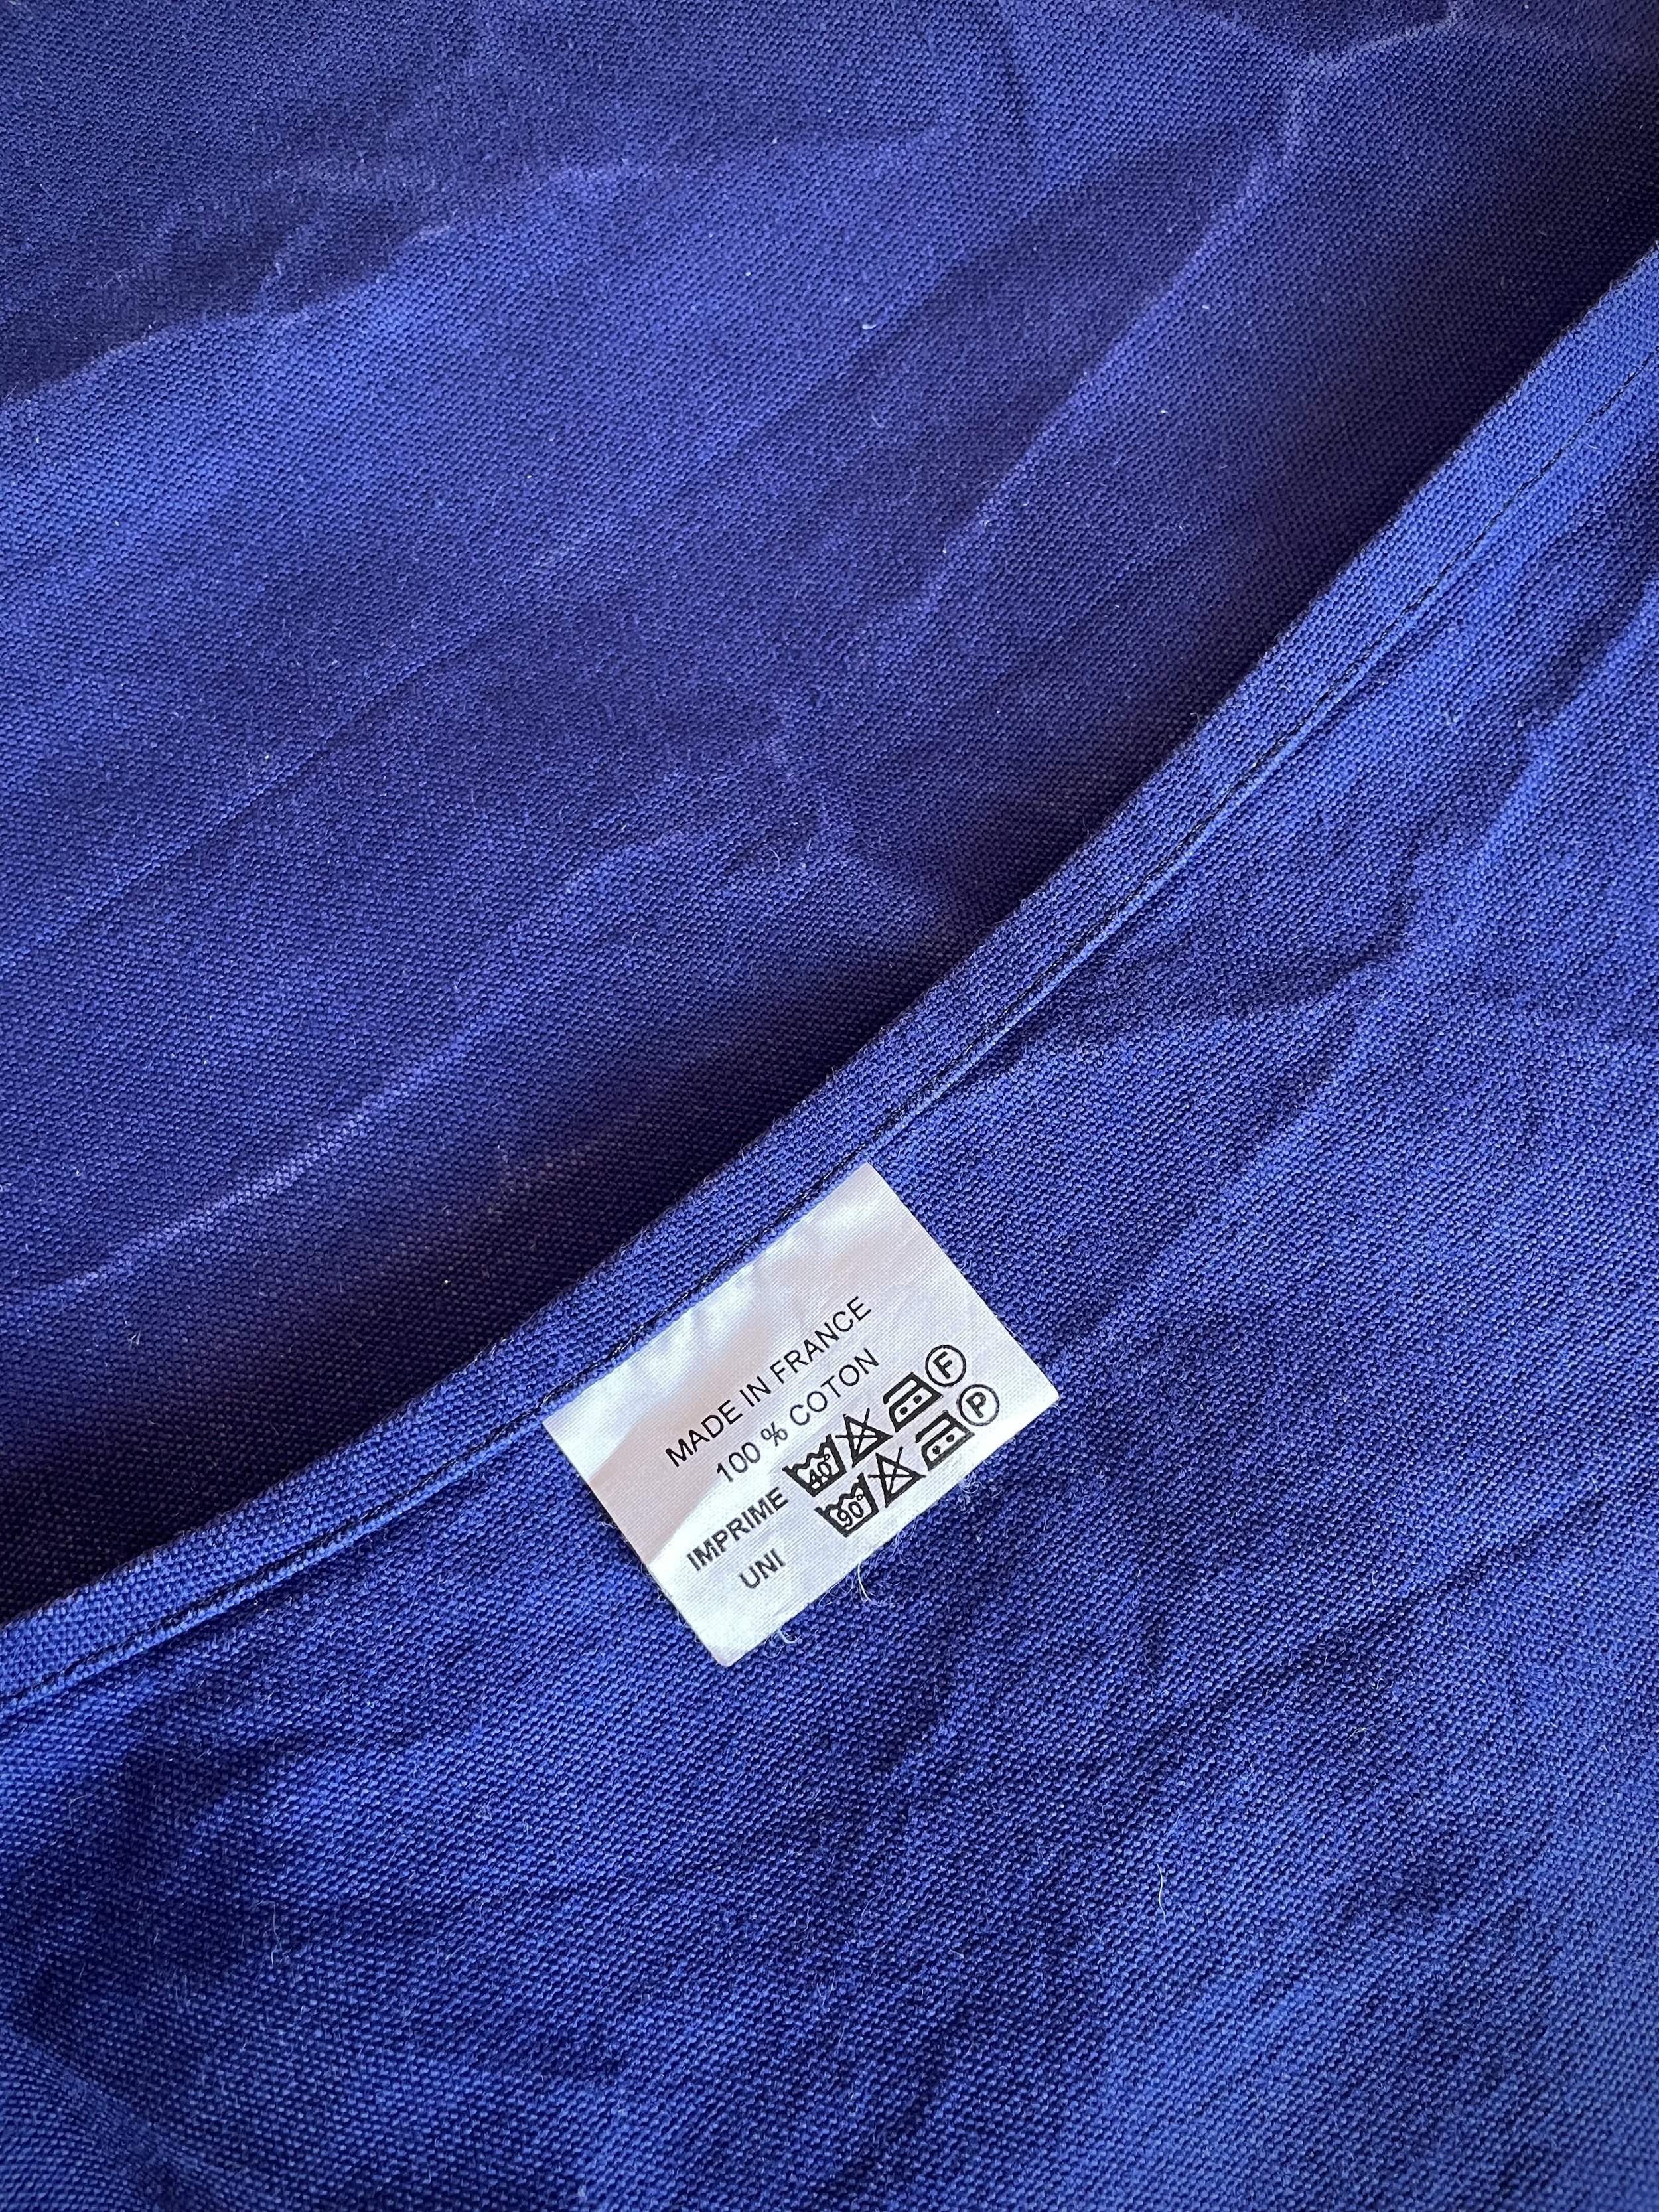 MADE IN FRANCE
100 % COTON
IMPRIME 40° F
UNI 90° P